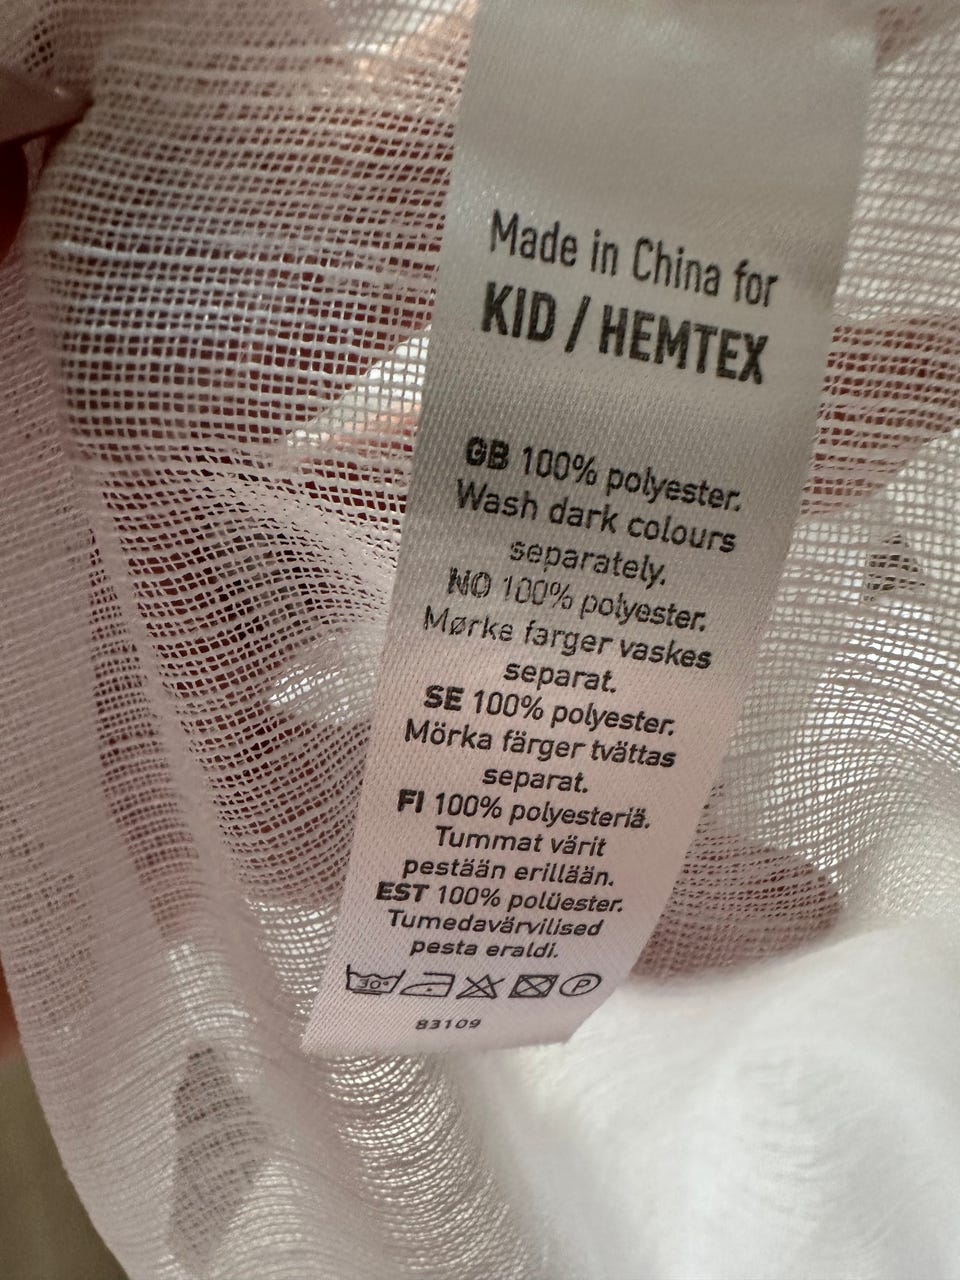 Made in China for
KID / HEMTEX
GB 100% polyester.
Wash dark colours
separately.
NO 100% polyester.
Mørke farger vaskes
separat.
SE 100% polyester.
Mörka färger tvättas
separat.
FI 100% polyesteriä.
Tummat värit
pestään erillään.
EST 100% polüester.
Tumedavärvilised
pesta eraldi.
30° P
83109